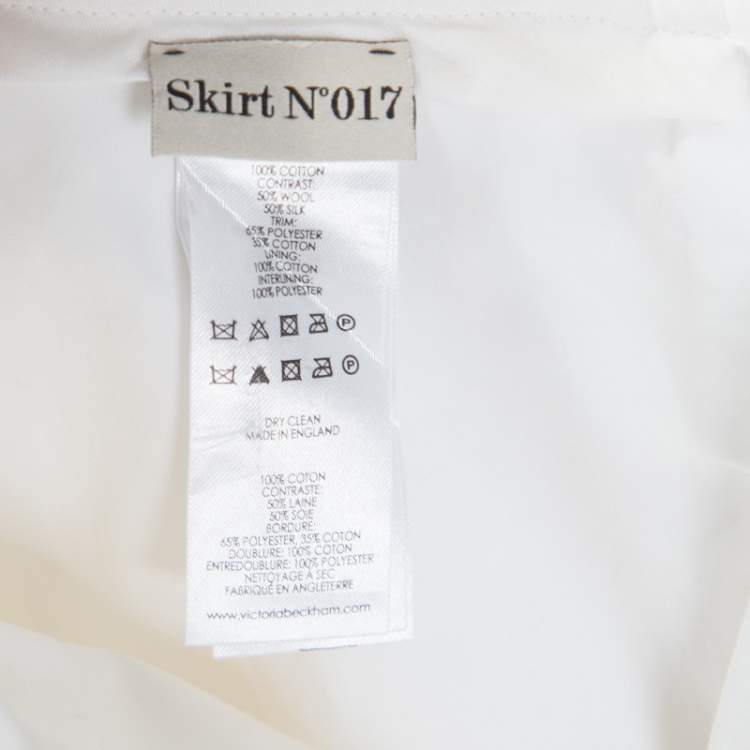 Skirt Nº017
100% COTTON
CONTRAST:
50% WOOL
50% SILK
TRIM:
65% POLYESTER
35% COTTON
LINING:
100% COTTON
INTERLINING:
100% POLYESTER
P
P
DRY CLEAN
MADE IN ENGLAND
100% COTON
CONTRASTE:
50% LAINE
50% SOIE
BORDURE:
65% POLYESTER, 35% COTON
DOUBLURE: 100% COTON
ENTREDOUBLURE: 100% POLYESTER
NETTOYAGE À SEC
FABRIQUÉ EN ANGLETERRE
www.victoriabeckham.com